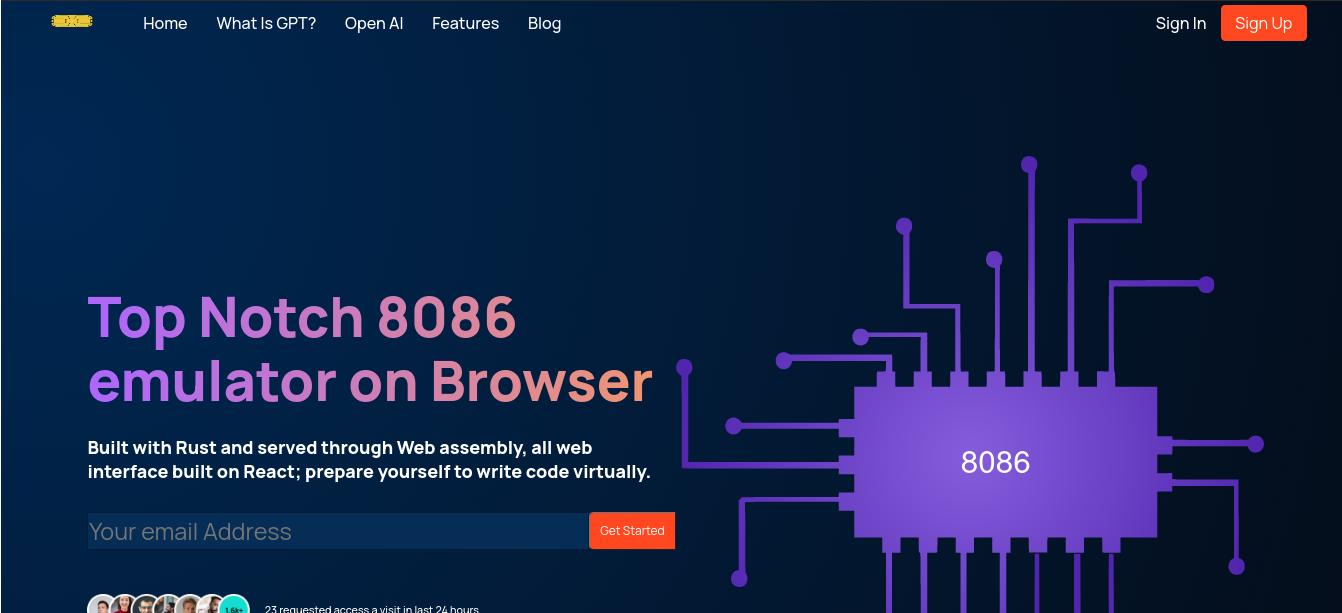 Home What Is GPT? Open AI Features Blog Sign In Sign Up
Top Notch 8086
emulator on Browser
Built with Rust and served through Web assembly, all web
interface built on React; prepare yourself to write code virtually.
Your email Address Get Started
1.6k+ 23 requested access a visit in last 24 hours
8086